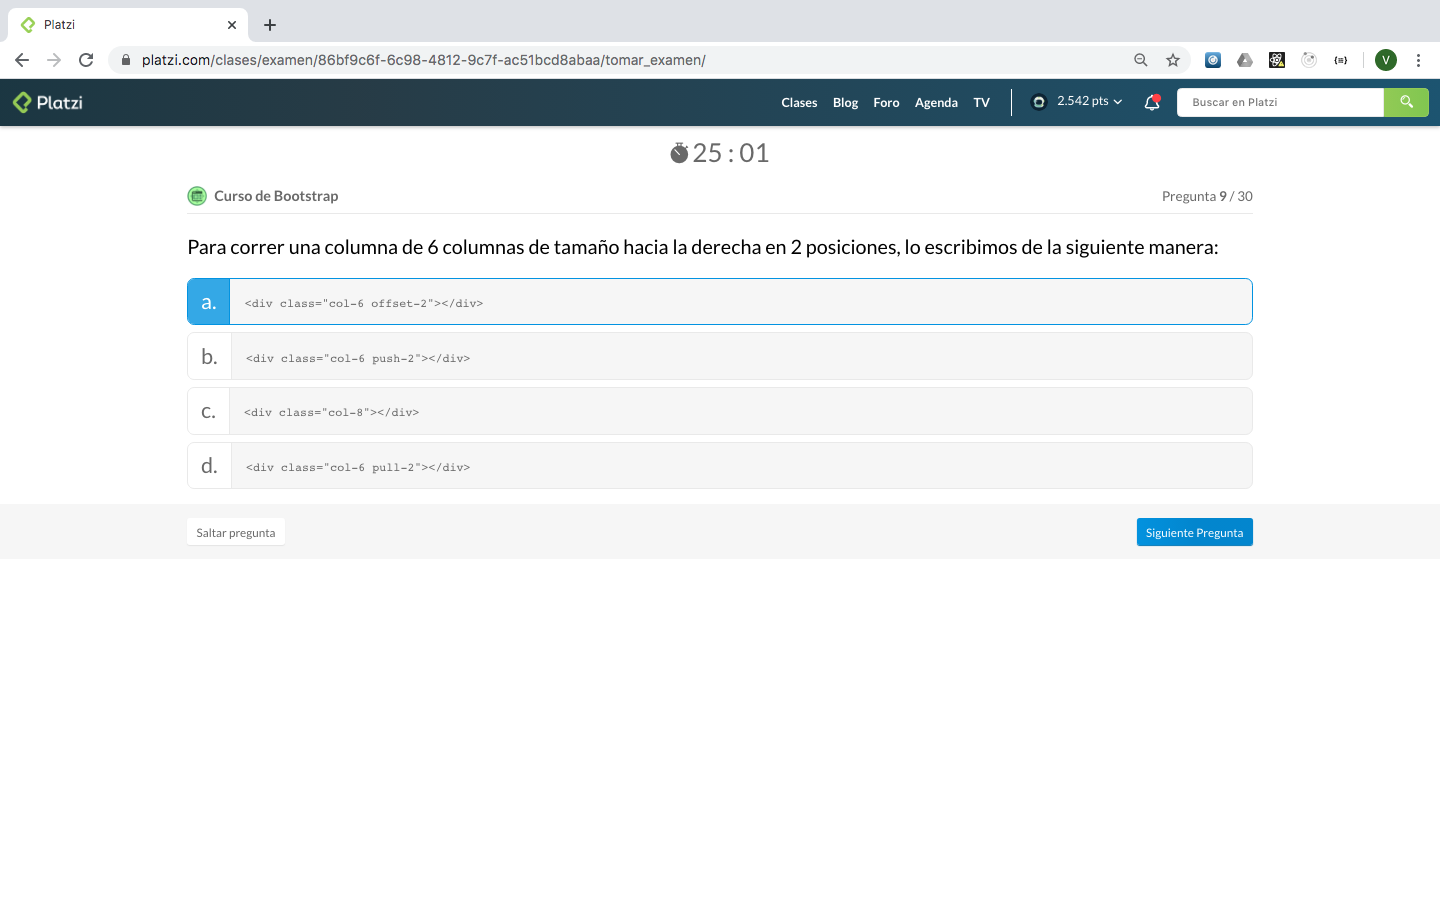 Platzi
platzi.com/clases/examen/86bf9c6f-6c98-4812-9c7f-ac51bcd8abaa/tomar_examen/
V
Platzi
Clases Blog Foro Agenda TV 2.542 pts Buscar en Platzi
25 : 01
Curso de Bootstrap Pregunta 9 / 30
Para correr una columna de 6 columnas de tamaño hacia la derecha en 2 posiciones, lo escribimos de la siguiente manera:
a. <div class="col-6 offset-2"></div>
b. <div class="col-6 push-2"></div>
c. <div class="col-8"></div>
d. <div class="col-6 pull-2"></div>
Saltar pregunta Siguiente Pregunta